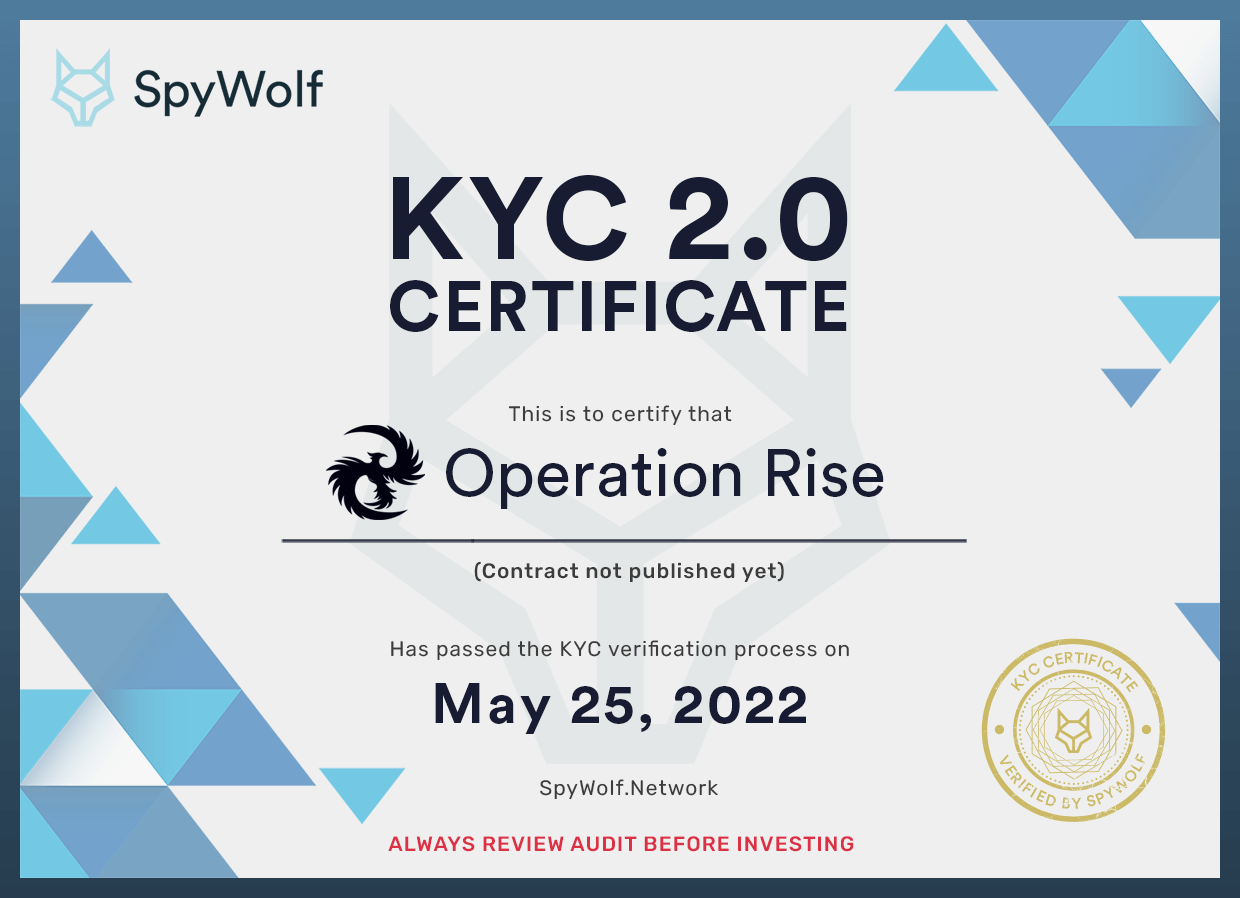 SpyWolf
KYC 2.0
CERTIFICATE
This is to certify that
Operation Rise
(Contract not published yet)
Has passed the KYC verification process on
May 25, 2022
SpyWolf.Network
ALWAYS REVIEW AUDIT BEFORE INVESTING
KYC CERTIFICATE
VERIFIED BY SPYWOLF